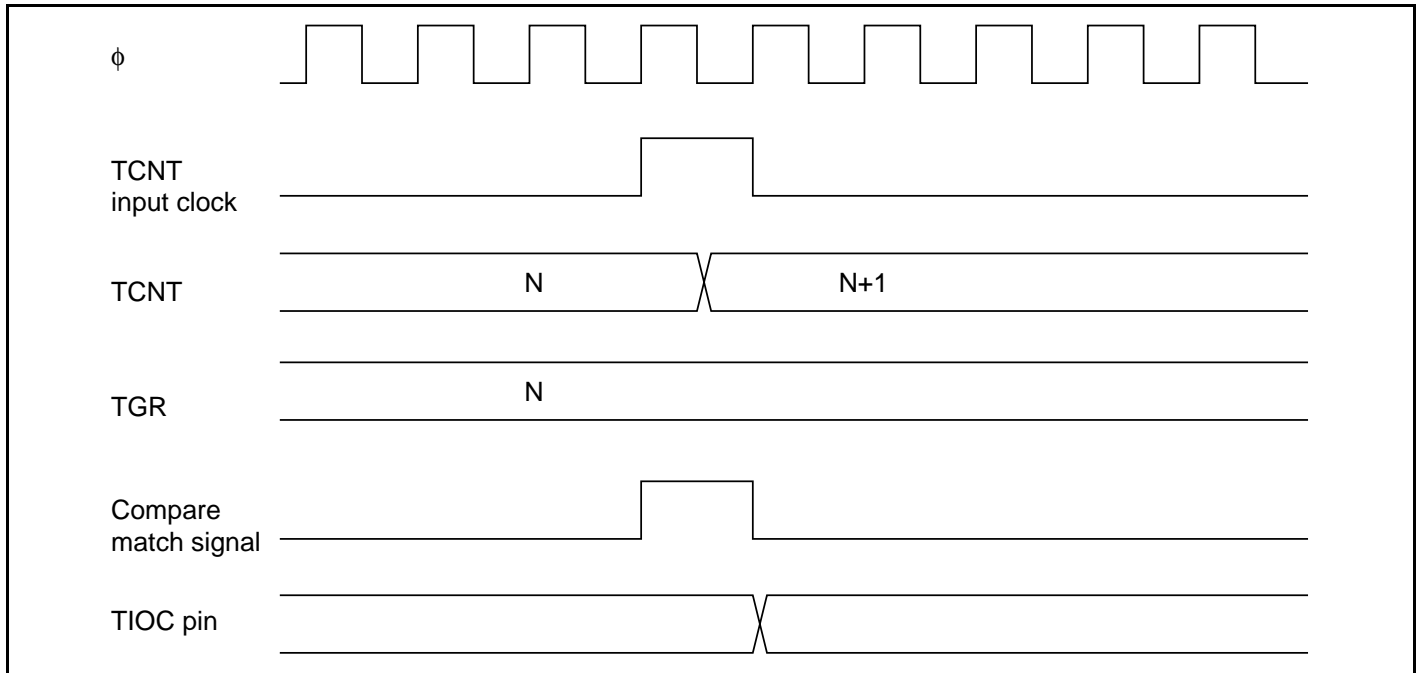 ϕ
TCNT
input clock
TCNT
N
N+1
TGR
N
Compare
match signal
TIOC pin